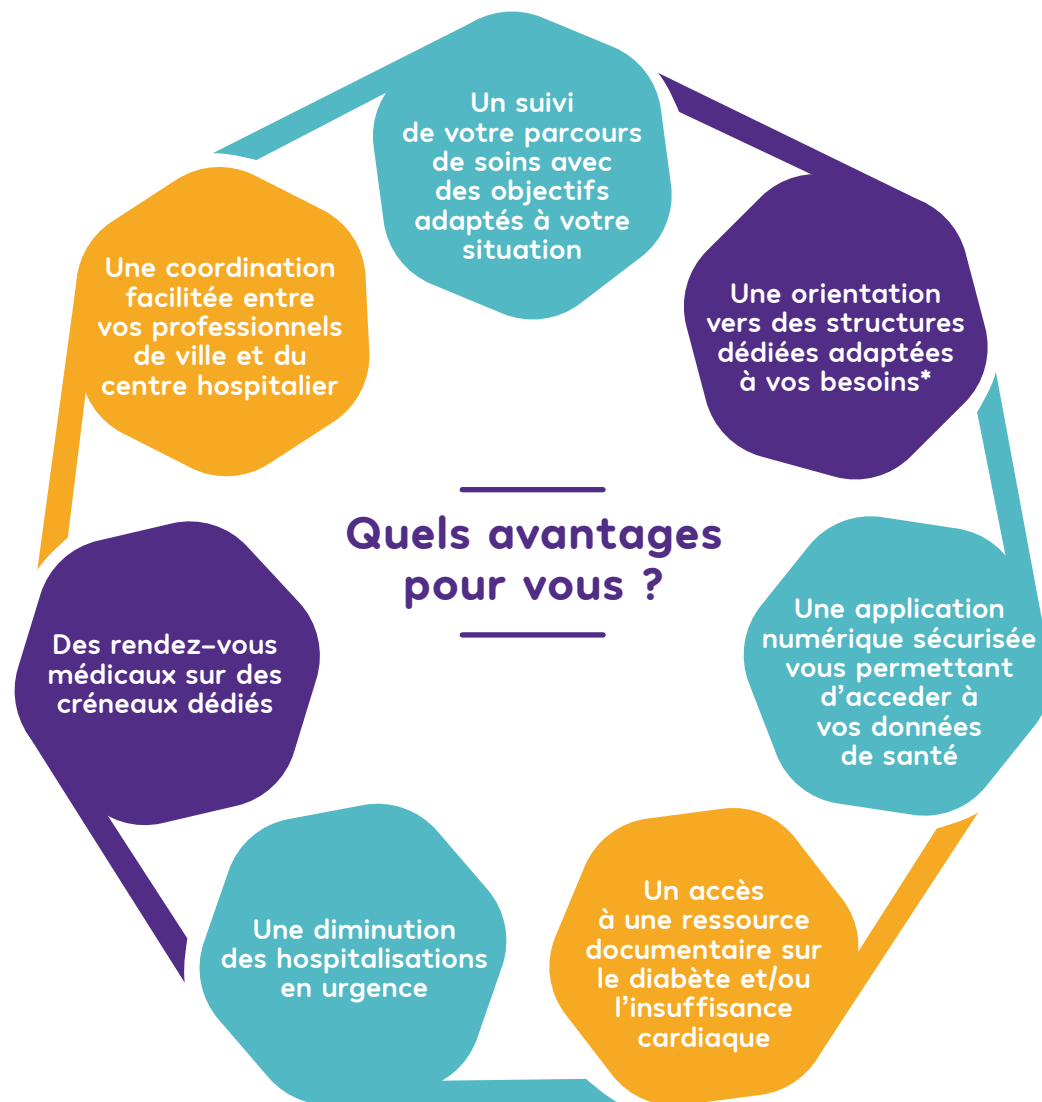 Un suivi
de votre parcours
de soins avec
des objectifs
adaptés à votre
situation
Une orientation
vers des structures
dédiées adaptées
à vos besoins*
Une application
numérique sécurisée
vous permettant
d'acceder à
vos données
de santé
Un accès
à une ressource
documentaire sur
le diabète et/ou
l'insuffisance
cardiaque
Une diminution
des hospitalisations
en urgence
Des rendez-vous
médicaux sur des
créneaux dédiés
Une coordination
facilitée entre
vos professionnels
de ville et du
centre hospitalier
Quels avantages
pour vous ?